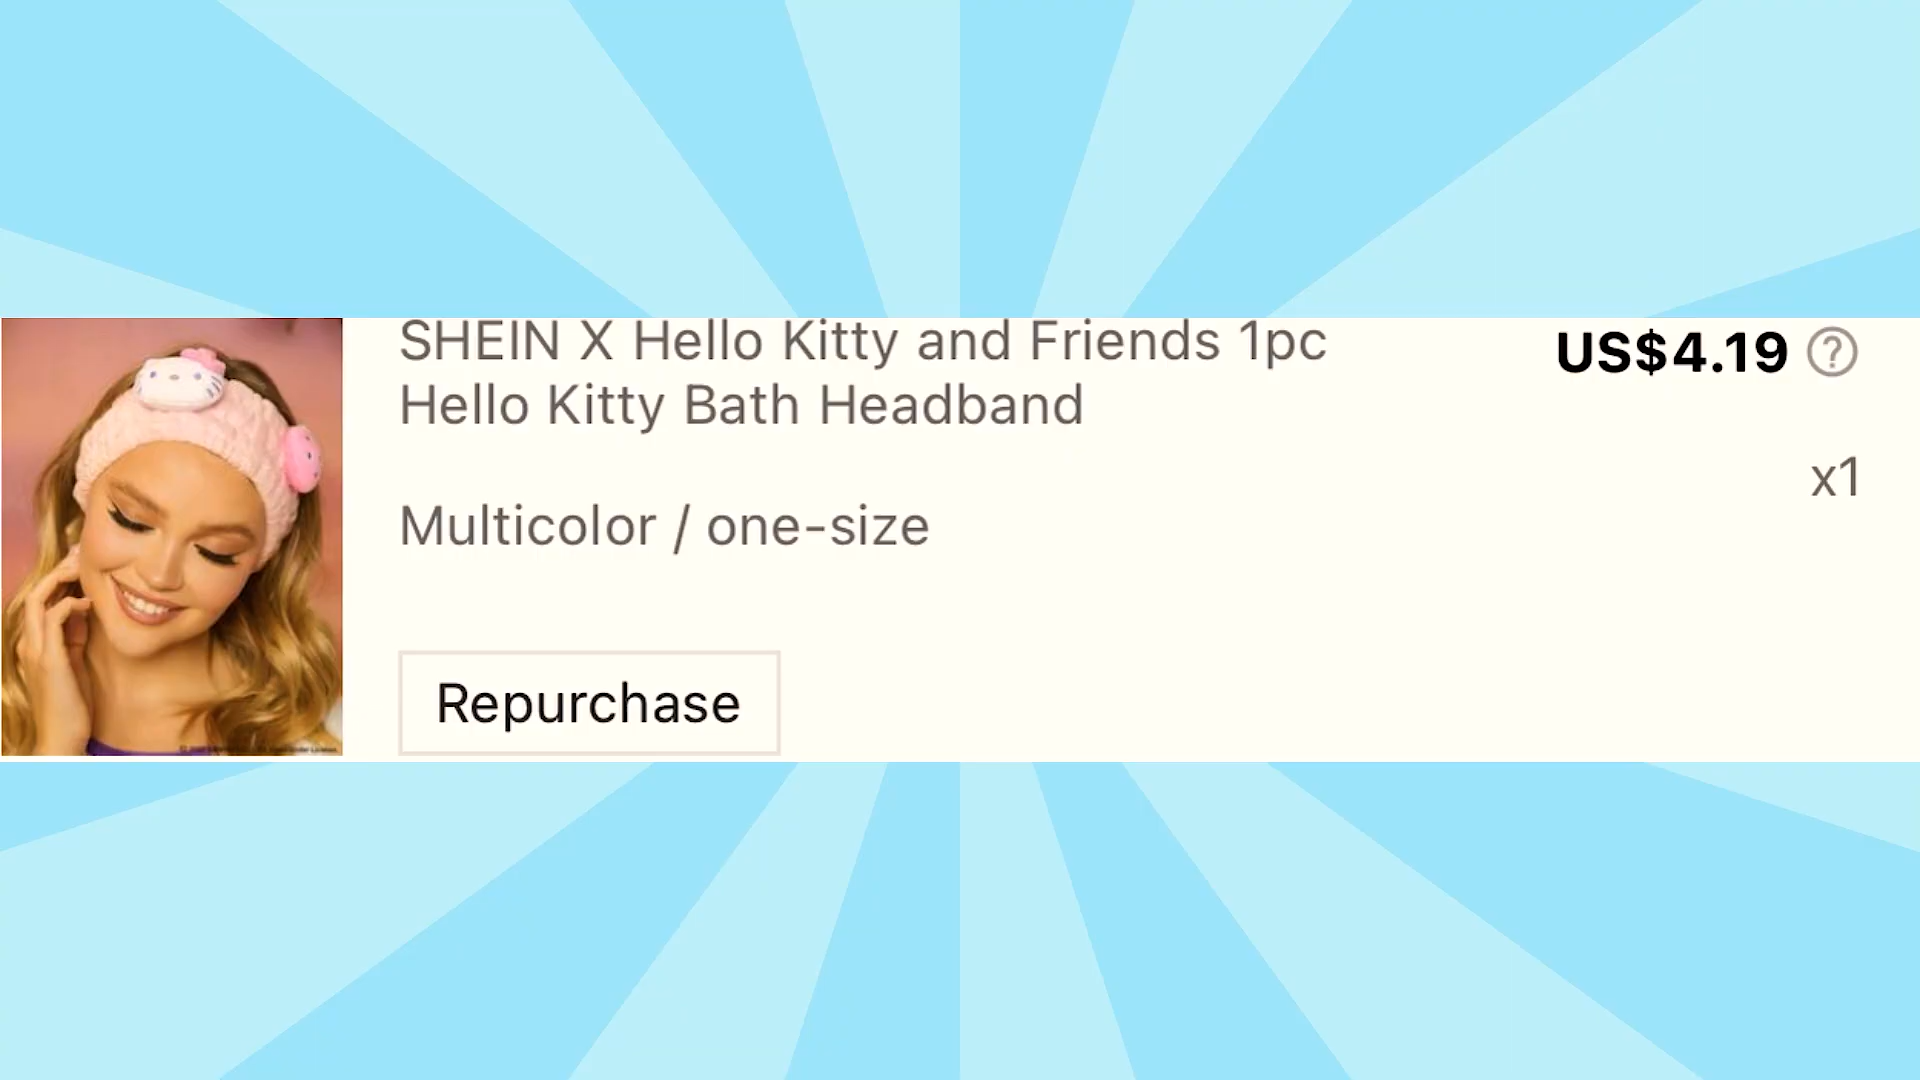 SHEIN X Hello Kitty and Friends 1pc
Hello Kitty Bath Headband
US$4.19
x1
Multicolor / one-size
Repurchase